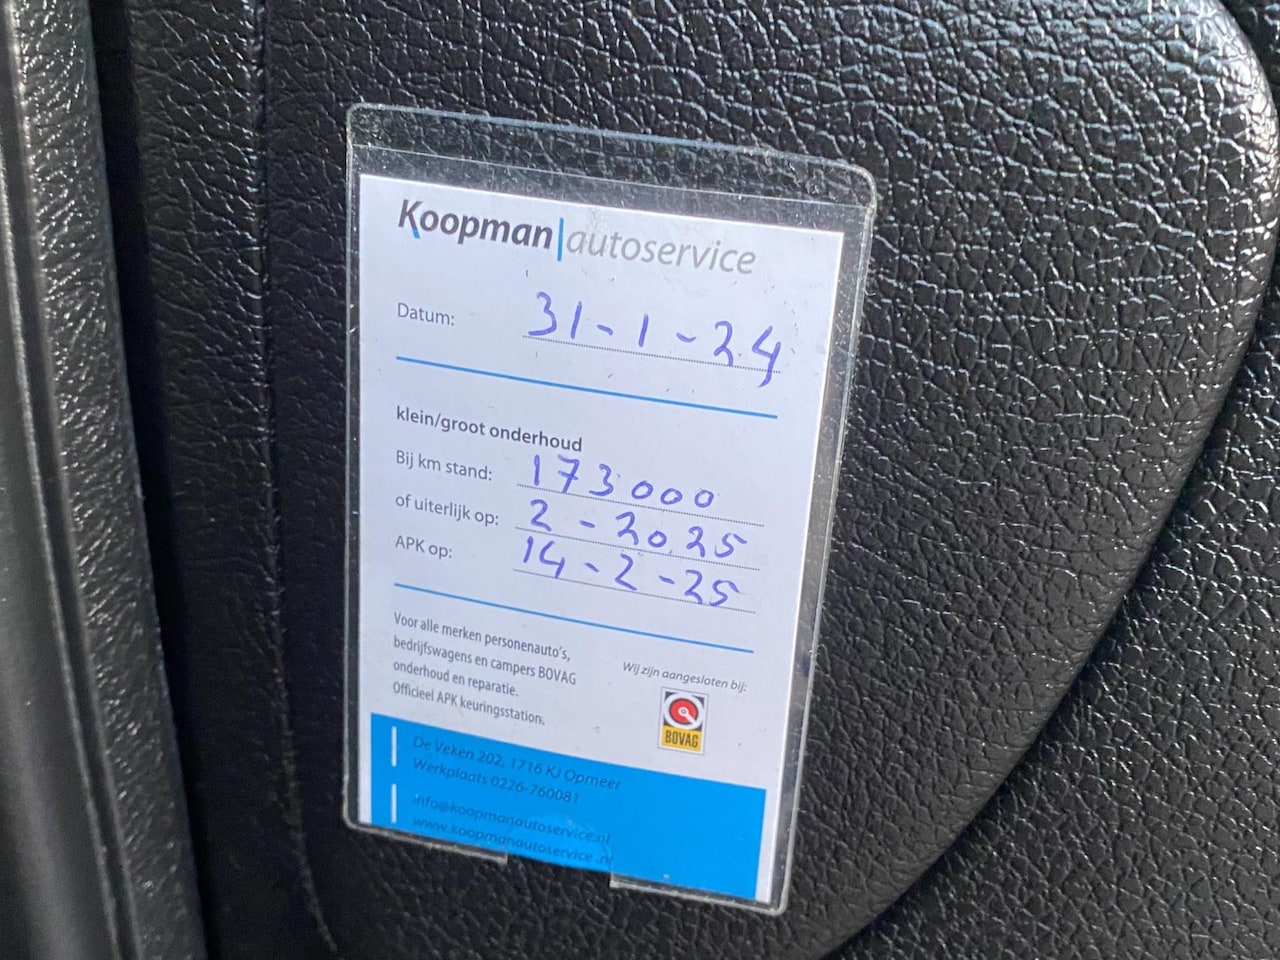 Koopman|autoservice
Datum: 31-1-24
klein/groot onderhoud
Bij km stand: 173000
of uiterlijk op: 2-2025
APK op: 14-2-25
Voor alle merken personenauto's,
bedrijfswagens en campers BOVAG
onderhoud en reparatie.
Officieel APK keuringsstation.
Wij zijn aangesloten bij:
BOVAG
De Veken 202, 1716 KJ Opmeer
Werkplaats 0226-760081
info@koopmanautoservice.nl
www.koopmanautoservice.nl